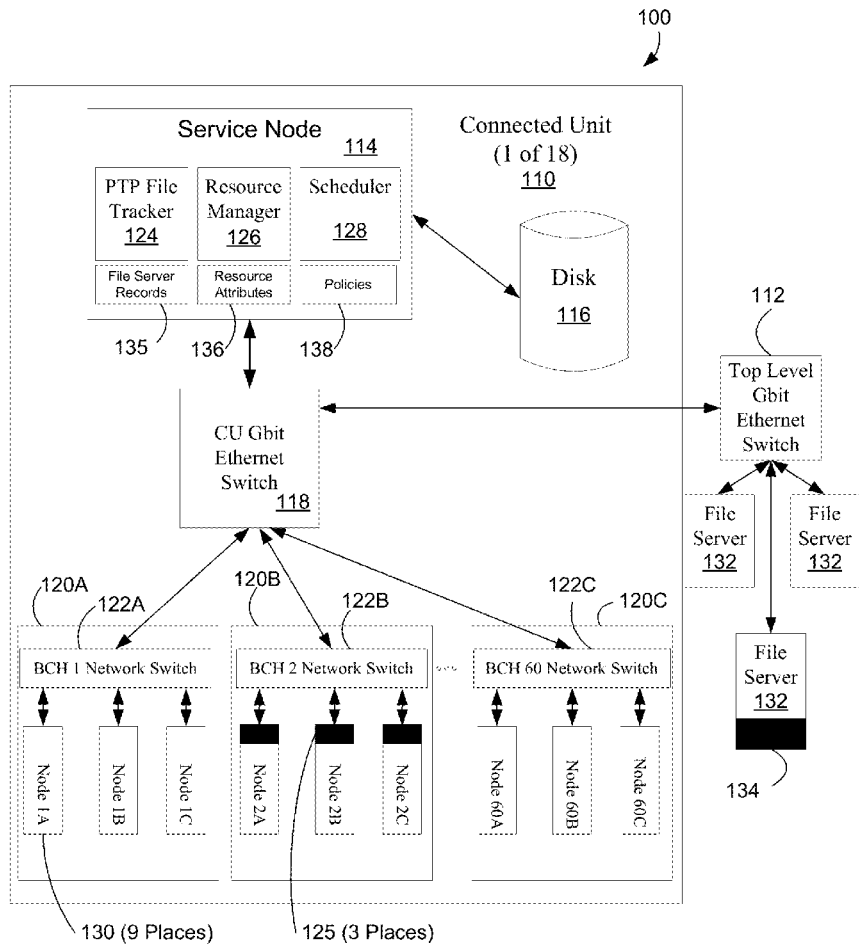 100
Service Node
114
PTP File
Tracker
124
Resource
Manager
126
Scheduler
128
File Server
Records
Resource
Attributes
Policies
135
136
138
Connected Unit
(1 of 18)
110
Disk
116
112
Top Level
Gbit
Ethernet
Switch
CU Gbit
Ethernet
Switch
118
File
Server
132
File
Server
132
File
Server
132
134
120A
122A
120B
122B
122C
120C
BCH 1 Network Switch
BCH 2 Network Switch
BCH 60 Network Switch
Node 1A
Node 1B
Node 1C
Node 2A
Node 2B
Node 2C
Node 60A
Node 60B
Node 60C
130 (9 Places)
125 (3 Places)